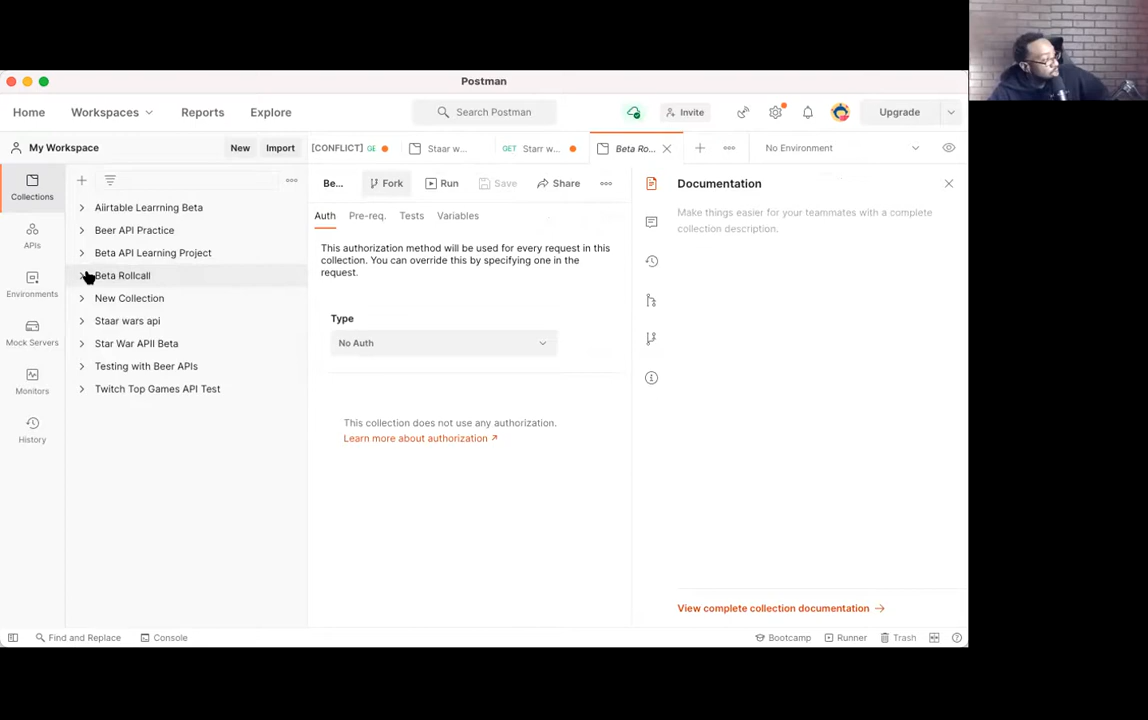 Postman
Home Workspaces Reports Explore Search Postman Invite Upgrade
My Workspace New Import [CONFLICT] GE Staar w... GET Starr w... Beta Ro... No Environment
Collections
APIs
Environments
Mock Servers
Monitors
History
Aiirtable Learrning Beta
Beer API Practice
Beta API Learning Project
Beta Rollcall
New Collection
Staar wars api
Star War APII Beta
Testing with Beer APIs
Twitch Top Games API Test
Be... Fork Run Save Share
Auth Pre-req. Tests Variables
This authorization method will be used for every request in this
collection. You can override this by specifying one in the
request.
Type
No Auth
This collection does not use any authorization.
Learn more about authorization
Documentation
Make things easier for your teammates with a complete
collection description.
View complete collection documentation
Find and Replace Console Bootcamp Runner Trash